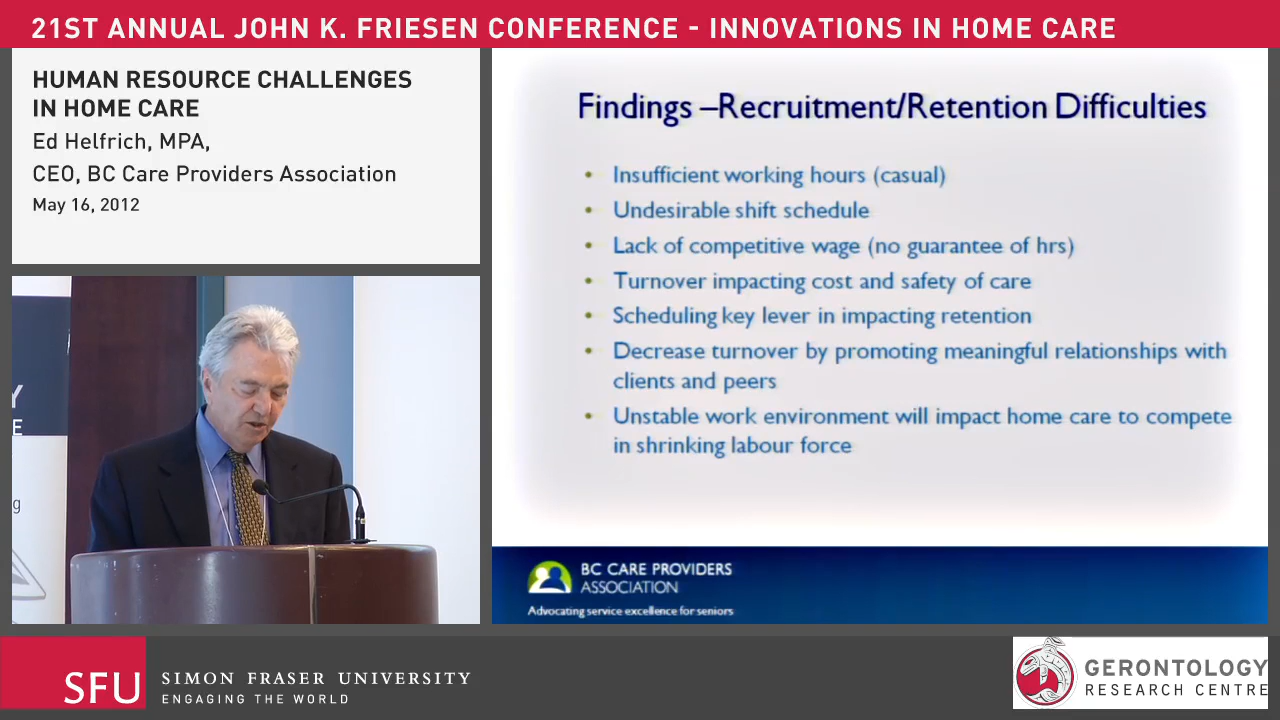 21ST ANNUAL JOHN K. FRIESEN CONFERENCE - INNOVATIONS IN HOME CARE
HUMAN RESOURCE CHALLENGES
IN HOME CARE
Ed Helfrich, MPA,
CEO, BC Care Providers Association
May 16, 2012
Findings –Recruitment/Retention Difficulties
• Insufficient working hours (casual)
• Undesirable shift schedule
• Lack of competitive wage (no guarantee of hrs)
• Turnover impacting cost and safety of care
• Scheduling key lever in impacting retention
• Decrease turnover by promoting meaningful relationships with
clients and peers
• Unstable work environment will impact home care to compete
in shrinking labour force
BC CARE PROVIDERS
ASSOCIATION
Advocating service excellence for seniors
SFU
SIMON FRASER UNIVERSITY
ENGAGING THE WORLD
GERONTOLOGY
RESEARCH CENTRE